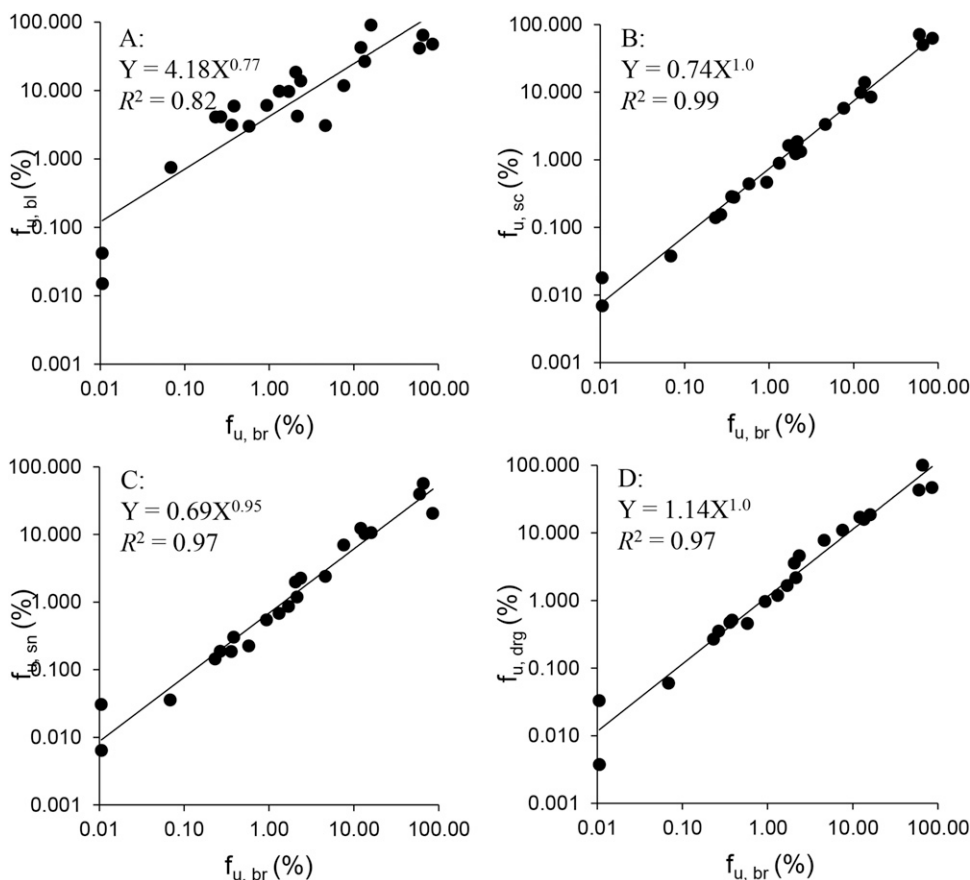 100.000
10.000
1.000
0.100
0.010
0.001
A:
Y = 4.18X^0.77
R² = 0.82
f_u, bl (%)
0.01 0.10 1.00 10.00 100.00
f_u, br (%)
100.000
10.000
1.000
0.100
0.010
0.001
B:
Y = 0.74X^1.0
R² = 0.99
f_u, sc (%)
0.01 0.10 1.00 10.00 100.00
f_u, br (%)
100.000
10.000
1.000
0.100
0.010
0.001
C:
Y = 0.69X^0.95
R² = 0.97
f_u, sn (%)
0.01 0.10 1.00 10.00 100.00
f_u, br (%)
100.000
10.000
1.000
0.100
0.010
0.001
D:
Y = 1.14X^1.0
R² = 0.97
f_u, drg (%)
0.01 0.10 1.00 10.00 100.00
f_u, br (%)